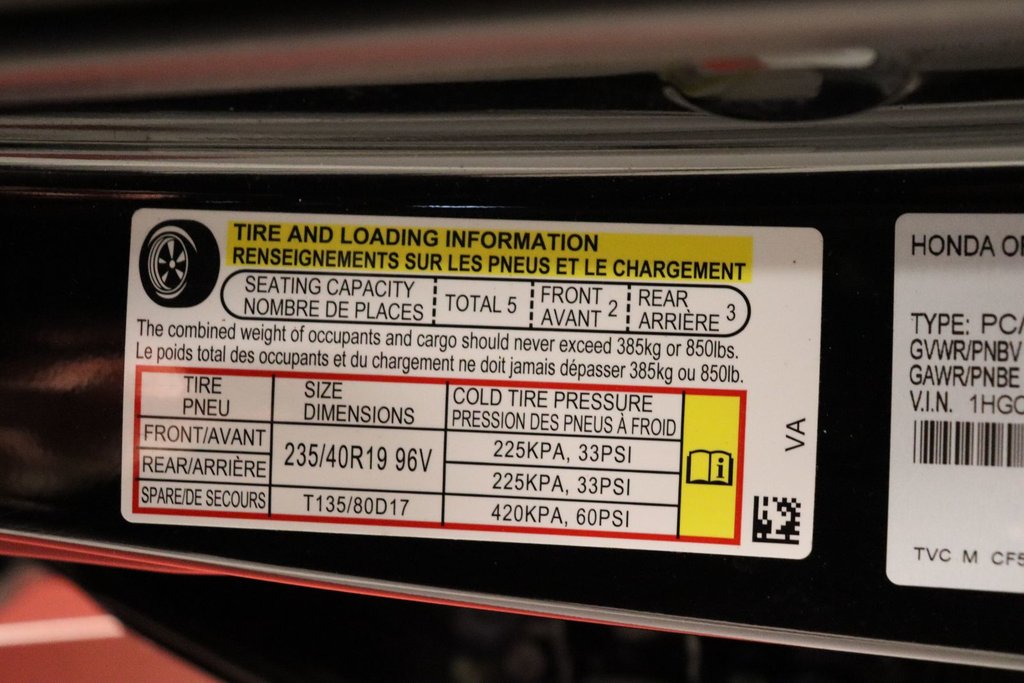 TIRE AND LOADING INFORMATION
RENSEIGNEMENTS SUR LES PNEUS ET LE CHARGEMENT
SEATING CAPACITY
NOMBRE DE PLACES
TOTAL 5
FRONT
AVANT 2
REAR
ARRIÈRE 3
The combined weight of occupants and cargo should never exceed 385kg or 850lbs.
Le poids total des occupants et du chargement ne doit jamais dépasser 385kg ou 850lb.
TIRE
PNEU
SIZE
DIMENSIONS
COLD TIRE PRESSURE
PRESSION DES PNEUS À FROID
FRONT/AVANT
225KPA, 33PSI
235/40R19 96V
REAR/ARRIÈRE
225KPA, 33PSI
SPARE/DE SECOURS
T135/80D17
420KPA, 60PSI
VA
HONDA
TYPE: PC/
GVWR/PNBV
GAWR/PNBE
V.I.N. 1HGC
TVC M CF5